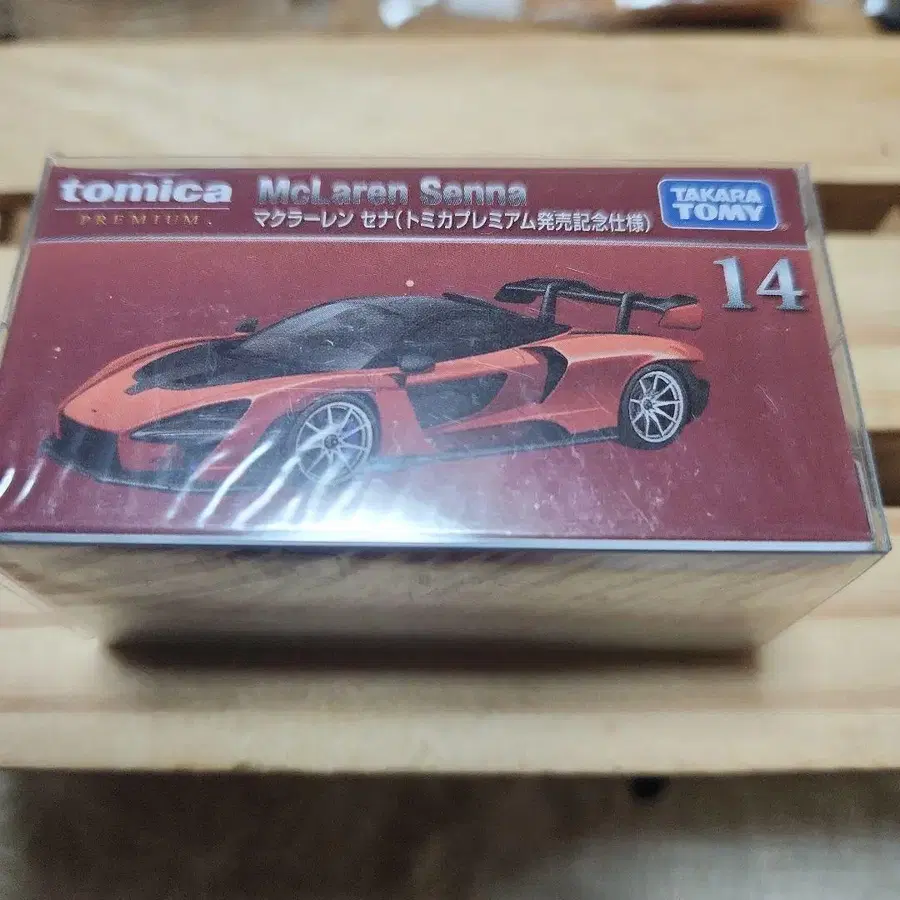 tomica McLaren Senna
PREMIUM.
マクラーレン セナ(トミカプレミアム発売記念仕様)
TAKARA
TOMY
14